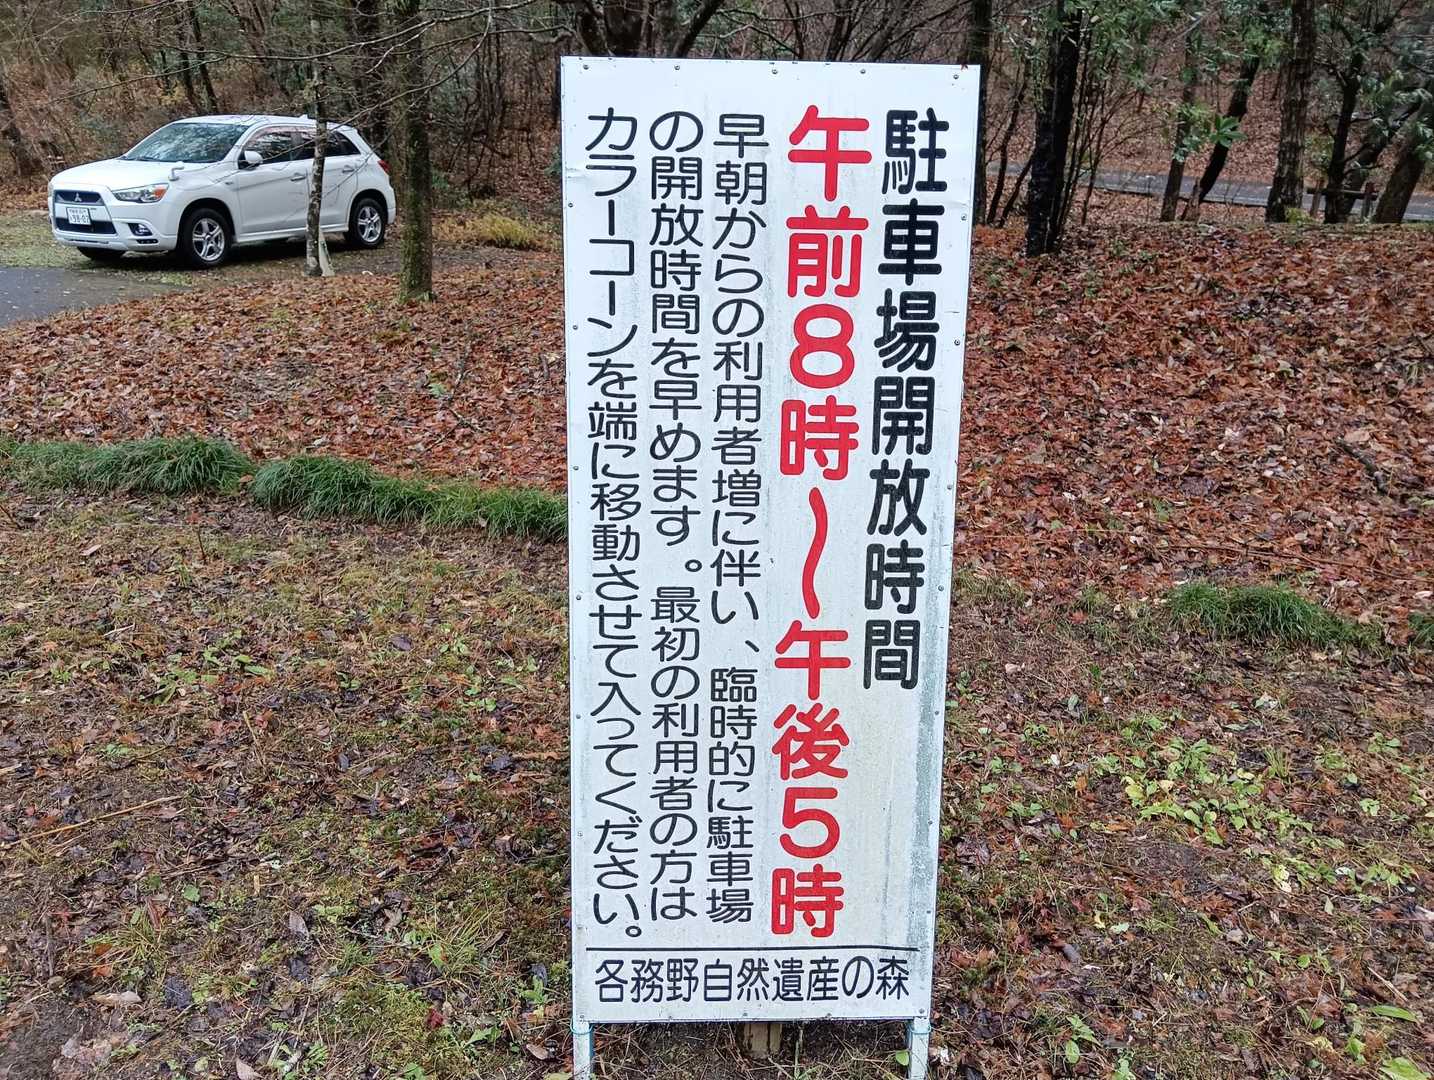 駐車場開放時間
午前8時〜午後5時
早朝からの利用者増に伴い、臨時的に駐車場
の開放時間を早めます。最初の利用者の方は
カラーコーンを端に移動させて入ってください。
各務野自然遺産の森